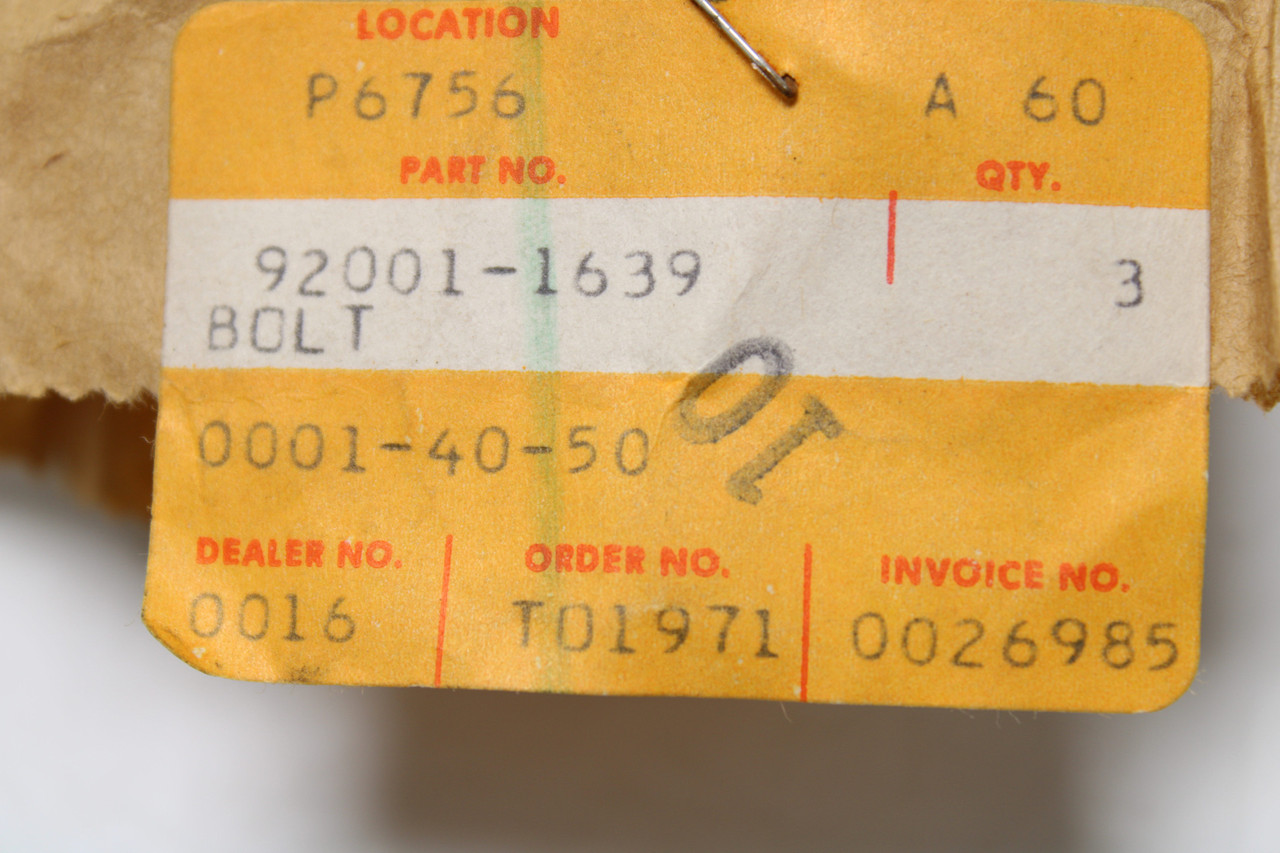 LOCATION
P6756 A 60
PART NO. QTY.
92001-1639 3
BOLT
0001-40-50
10
DEALER NO. ORDER NO. INVOICE NO.
0016 T01971 0026985